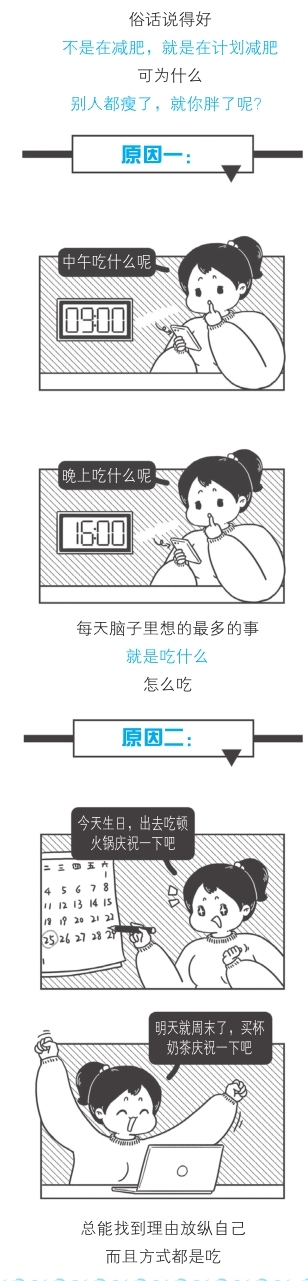 俗话说得好
不是在减肥，就是在计划减肥
可为什么
别人都瘦了，就你胖了呢?
原因一：
中午吃什么呢
09:00
晚上吃什么呢
16:00
每天脑子里想的最多的事
就是吃什么
怎么吃
原因二：
今天生日，出去吃顿
火锅庆祝一下吧
二 三 四 五 六
1
4 5 6 7 8
11 12 13 14 15
18 19 20 21 22
25 26 27 28 29
明天就周末了，买杯
奶茶庆祝一下吧
总能找到理由放纵自己
而且方式都是吃